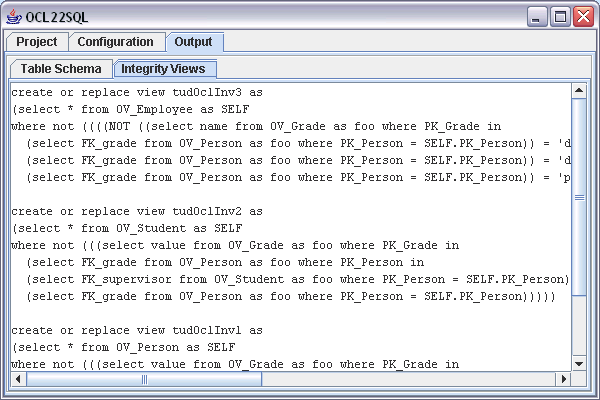 OCL22SQL
Project Configuration Output
Table Schema Integrity Views
create or replace view tudOclInv3 as
(select * from OV_Employee as SELF
where not ((((NOT ((select name from OV_Grade as foo where PK_Grade in
(select FK_grade from OV_Person as foo where PK_Person = SELF.PK_Person)) = 'd
(select FK_grade from OV_Person as foo where PK_Person = SELF.PK_Person)) = 'd
(select FK_grade from OV_Person as foo where PK_Person = SELF.PK_Person)) = 'p
create or replace view tudOclInv2 as
(select * from OV_Student as SELF
where not (((select value from OV_Grade as foo where PK_Grade in
(select FK_grade from OV_Person as foo where PK_Person in
(select FK_supervisor from OV_Student as foo where PK_Person = SELF.PK_Person)
(select FK_grade from OV_Person as foo where PK_Person = SELF.PK_Person)))))
create or replace view tudOclInv1 as
(select * from OV_Person as SELF
where not (((select value from OV_Grade as foo where PK_Grade in